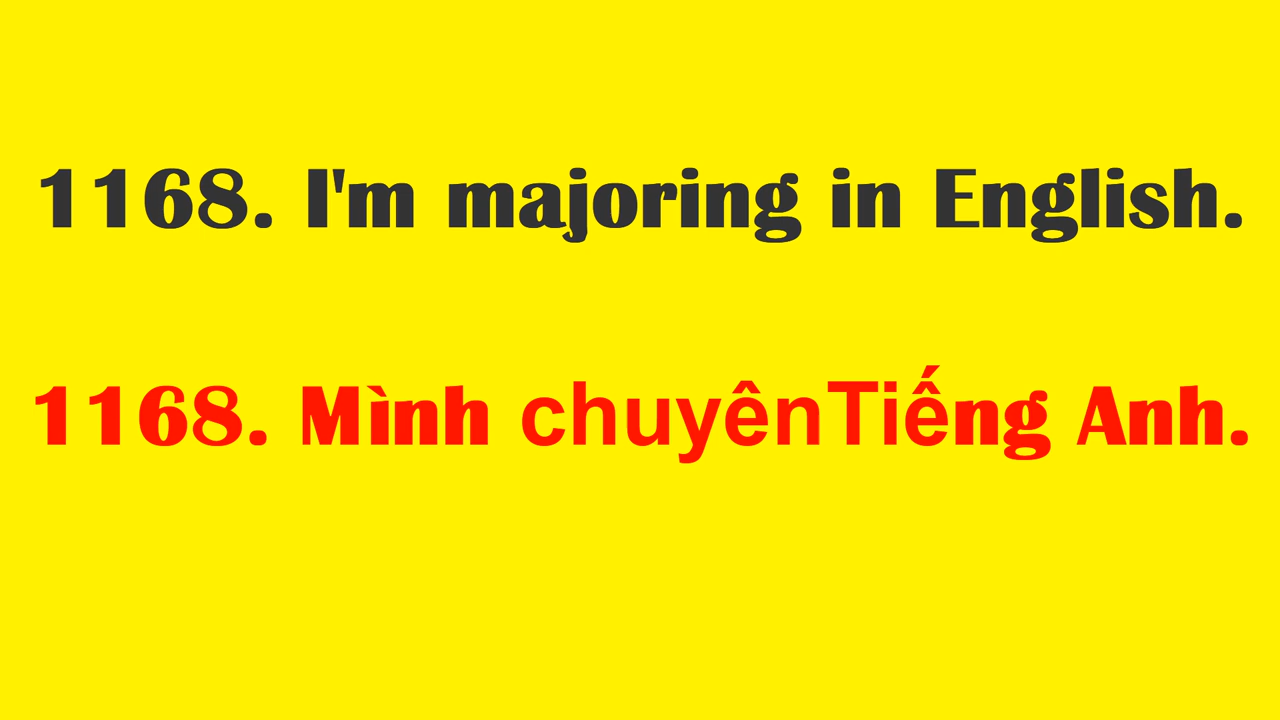 1168. I'm majoring in English.
1168. Mình chuyênTiếng Anh.